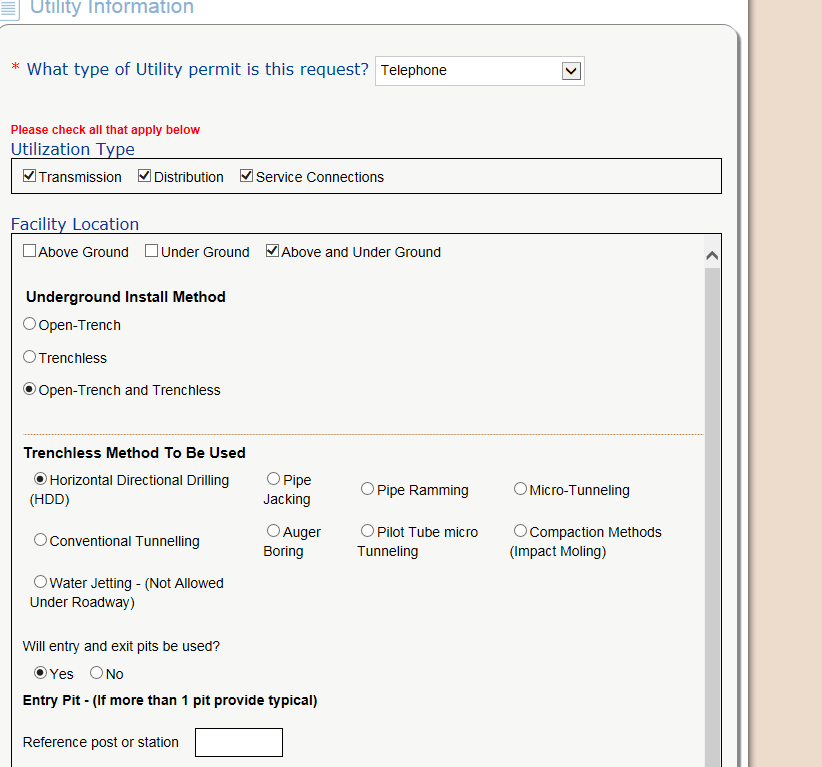 Utility Information
* What type of Utility permit is this request? Telephone
Please check all that apply below
Utilization Type
Transmission Distribution Service Connections
Facility Location
Above Ground Under Ground Above and Under Ground
Underground Install Method
Open-Trench
Trenchless
Open-Trench and Trenchless
Trenchless Method To Be Used
Horizontal Directional Drilling
(HDD)
Pipe
Jacking
Pipe Ramming
Micro-Tunneling
Conventional Tunnelling
Auger
Boring
Pilot Tube micro
Tunneling
Compaction Methods
(Impact Moling)
Water Jetting - (Not Allowed
Under Roadway)
Will entry and exit pits be used?
Yes No
Entry Pit - (If more than 1 pit provide typical)
Reference post or station